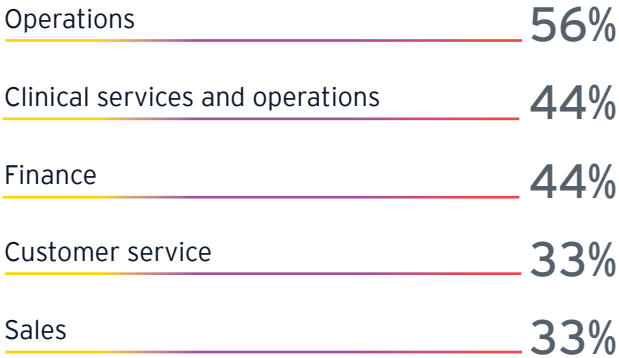 Operations 56%
Clinical services and operations 44%
Finance 44%
Customer service 33%
Sales 33%